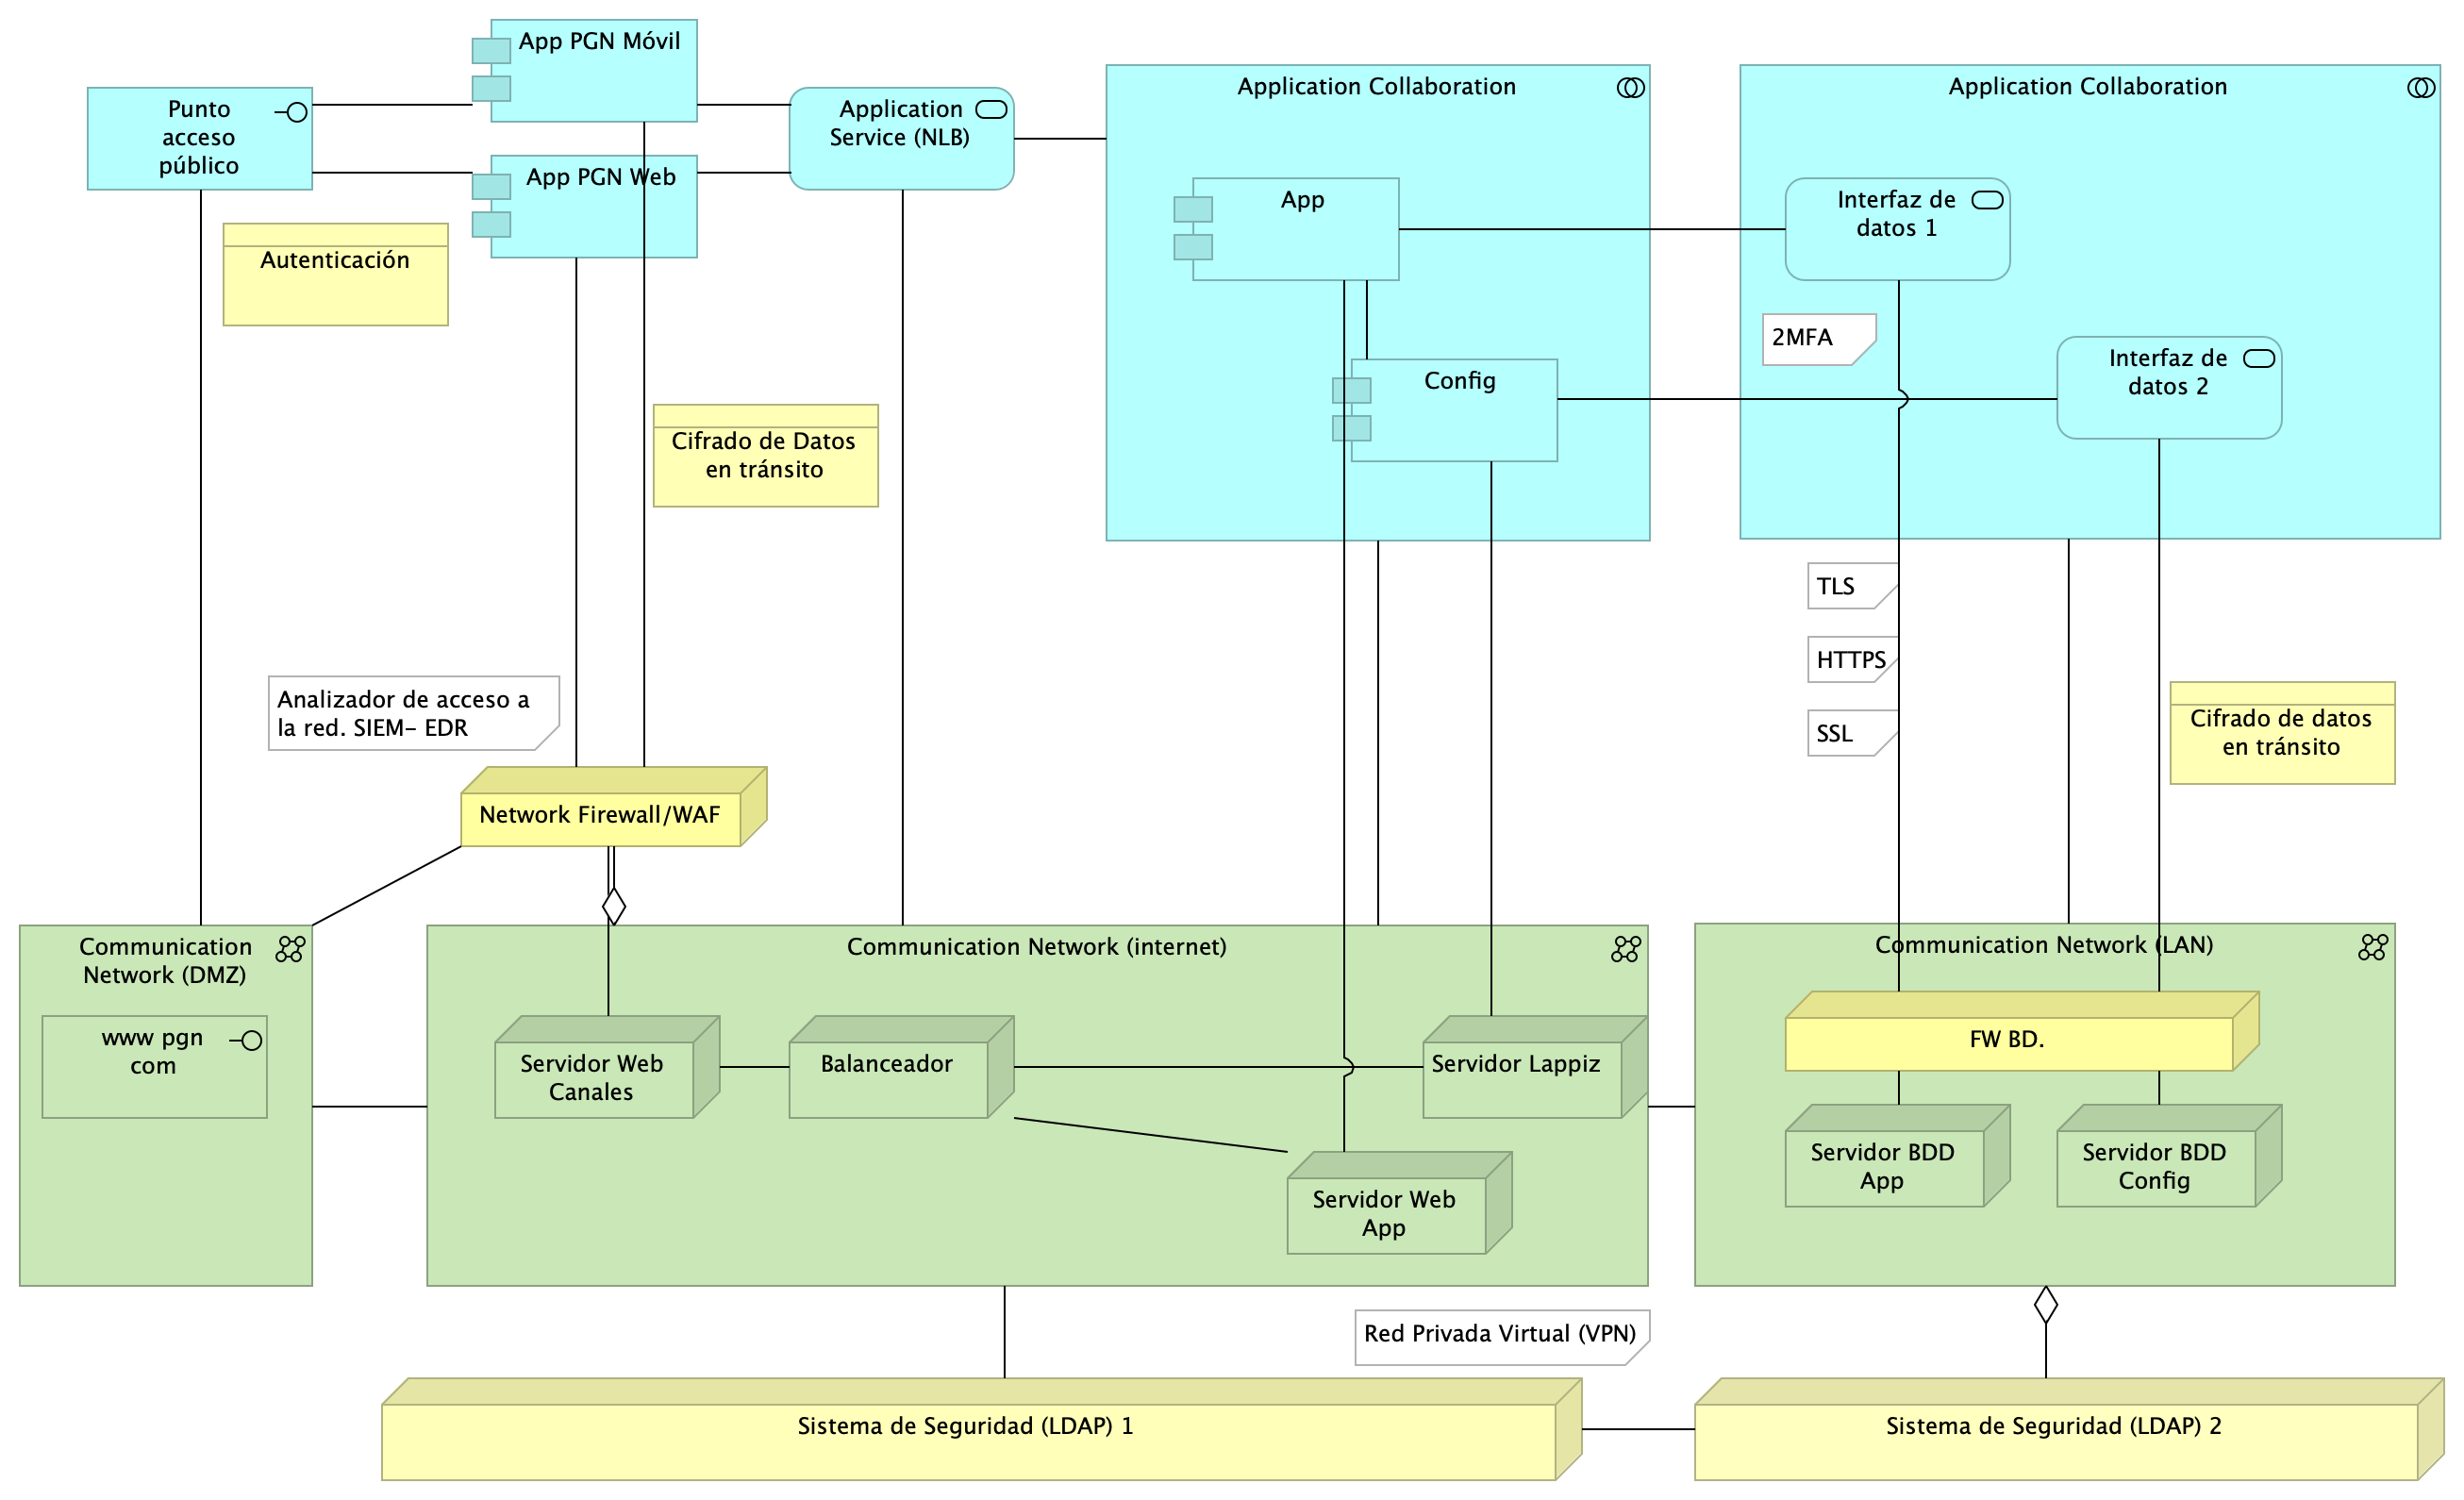 App PGN Móvil
Punto
acceso
público
Application
Service (NLB)
App PGN Web
Application Collaboration
Application Collaboration
App
Interfaz de
datos 1
Autenticación
2MFA
Config
Interfaz de
datos 2
Cifrado de Datos
en tránsito
TLS
HTTPS
SSL
Analizador de acceso a
la red. SIEM- EDR
Cifrado de datos
en tránsito
Network Firewall/WAF
Communication
Network (DMZ)
www pgn
com
Communication Network (internet)
Servidor Web
Canales
Balanceador
Servidor Lappiz
Servidor Web
App
Communication Network (LAN)
FW BD.
Servidor BDD
App
Servidor BDD
Config
Red Privada Virtual (VPN)
Sistema de Seguridad (LDAP) 1
Sistema de Seguridad (LDAP) 2